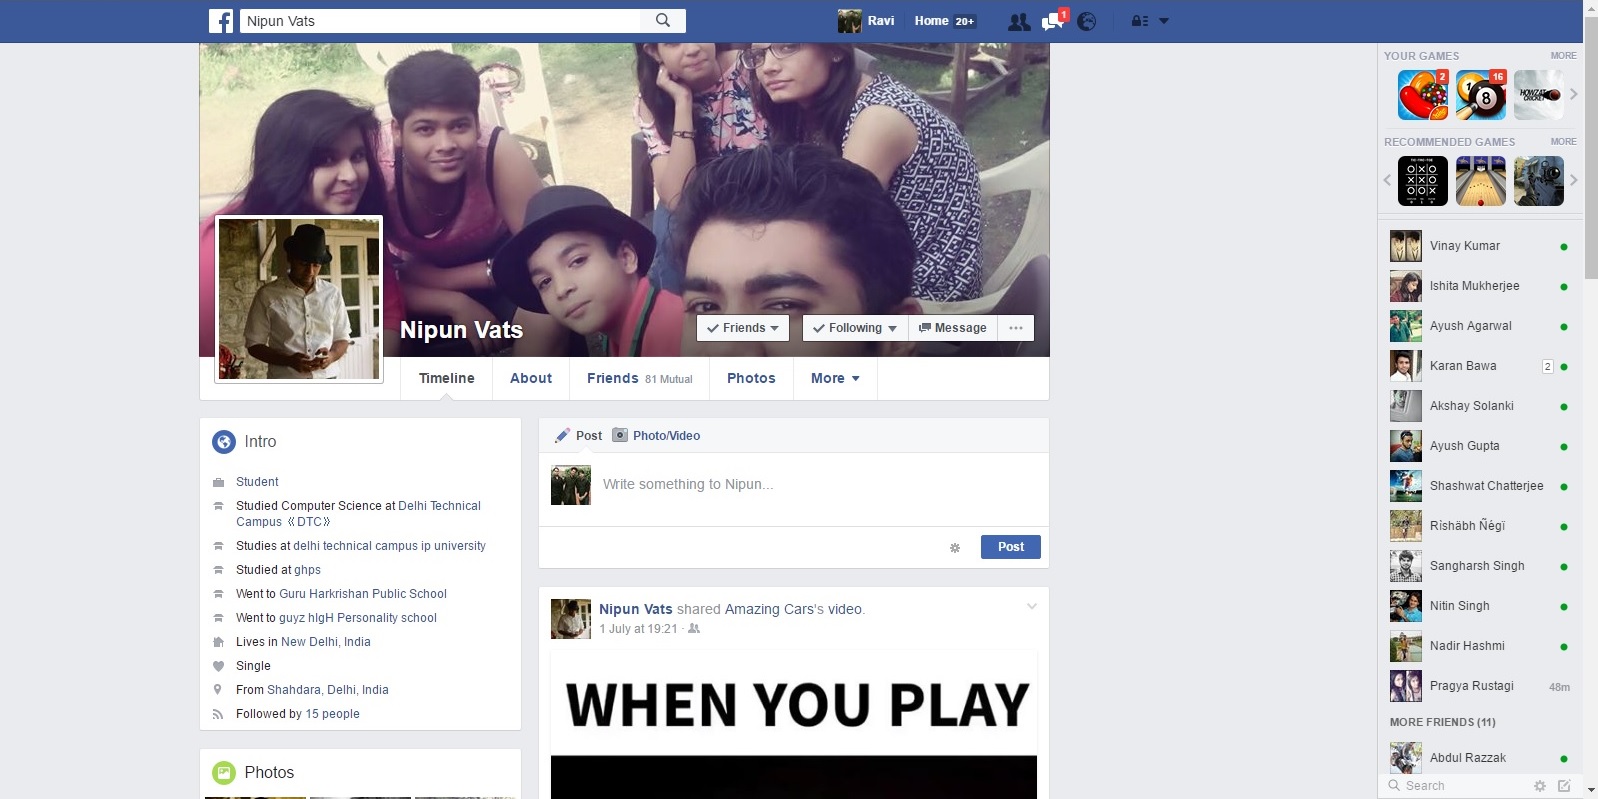 Nipun Vats
Ravi
Home 20+
1
Nipun Vats
Friends
Following
Message
Timeline
About
Friends 81 Mutual
Photos
More
Intro
Student
Studied Computer Science at Delhi Technical
Campus 《DTC》
Studies at delhi technical campus ip university
Studied at ghps
Went to Guru Harkrishan Public School
Went to guyz hIgH Personality school
Lives in New Delhi, India
Single
From Shahdara, Delhi, India
Followed by 15 people
Photos
Post
Photo/Video
Write something to Nipun...
Post
Nipun Vats shared Amazing Cars's video.
1 July at 19:21 ·
WHEN YOU PLAY
YOUR GAMES
MORE
2
16
1
8
HOWZAT
CRICKET
RECOMMENDED GAMES
MORE
Vinay Kumar
Ishita Mukherjee
Ayush Agarwal
Karan Bawa 2
Akshay Solanki
Ayush Gupta
Shashwat Chatterjee
Rìshäbh Ñégï
Sangharsh Singh
Nitin Singh
Nadir Hashmi
Pragya Rustagi 48m
MORE FRIENDS (11)
Abdul Razzak
Search